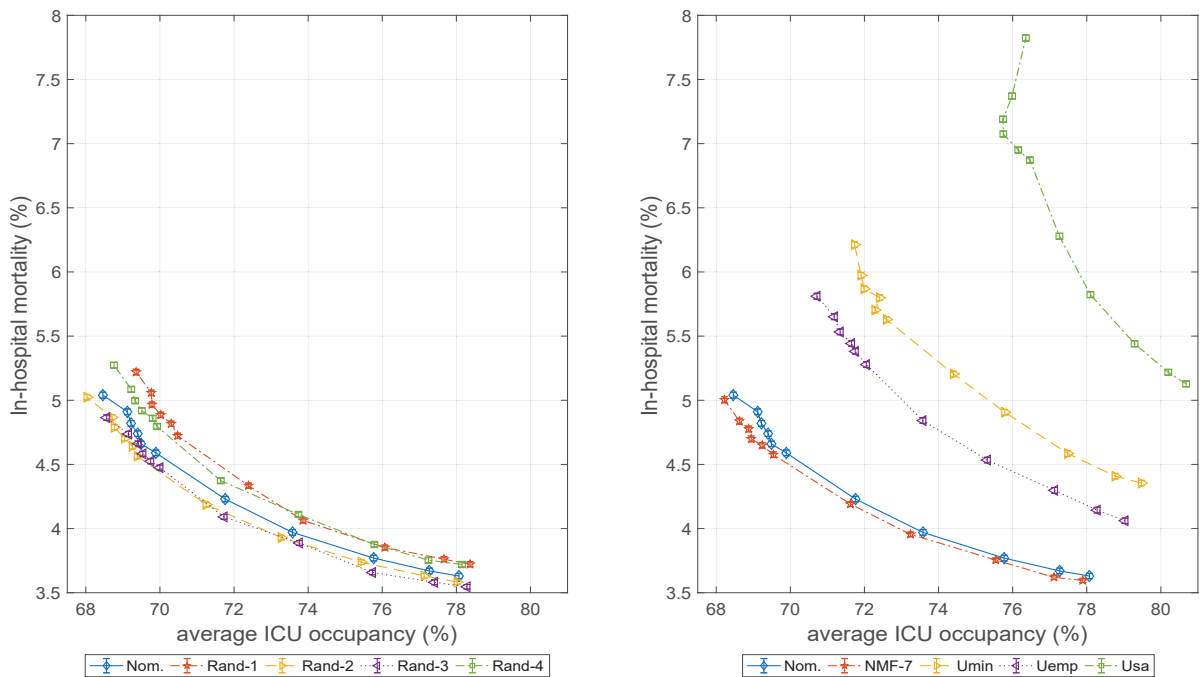 8
7.5
7
6.5
6
5.5
5
4.5
4
3.5
In-hospital mortality (%)
68 70 72 74 76 78 80
average ICU occupancy (%)
Nom. Rand-1 Rand-2 Rand-3 Rand-4
8
7.5
7
6.5
6
5.5
5
4.5
4
3.5
In-hospital mortality (%)
68 70 72 74 76 78 80
average ICU occupancy (%)
Nom. NMF-7 Umin Uemp Usa